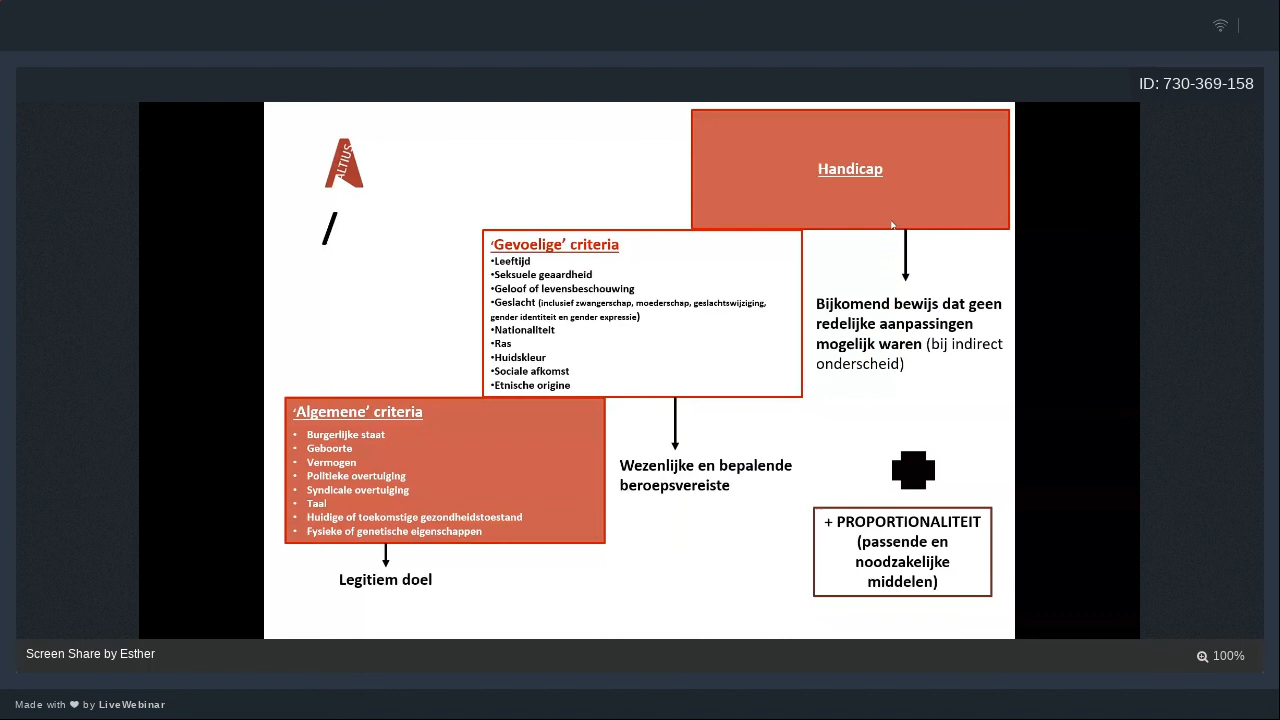 ID: 730-369-158
ALTIUS
/
Handicap
‘Gevoelige’ criteria
•Leeftijd
•Seksuele geaardheid
•Geloof of levensbeschouwing
•Geslacht (inclusief zwangerschap, moederschap, geslachtswijziging,
gender identiteit en gender expressie)
•Nationaliteit
•Ras
•Huidskleur
•Sociale afkomst
•Etnische origine
Bijkomend bewijs dat geen
redelijke aanpassingen
mogelijk waren (bij indirect
onderscheid)
‘Algemene’ criteria
• Burgerlijke staat
• Geboorte
• Vermogen
• Politieke overtuiging
• Syndicale overtuiging
• Taal
• Huidige of toekomstige gezondheidstoestand
• Fysieke of genetische eigenschappen
Wezenlijke en bepalende
beroepsvereiste
+ PROPORTIONALITEIT
(passende en
noodzakelijke
middelen)
Legitiem doel
Screen Share by Esther
100%
Made with ❤ by LiveWebinar